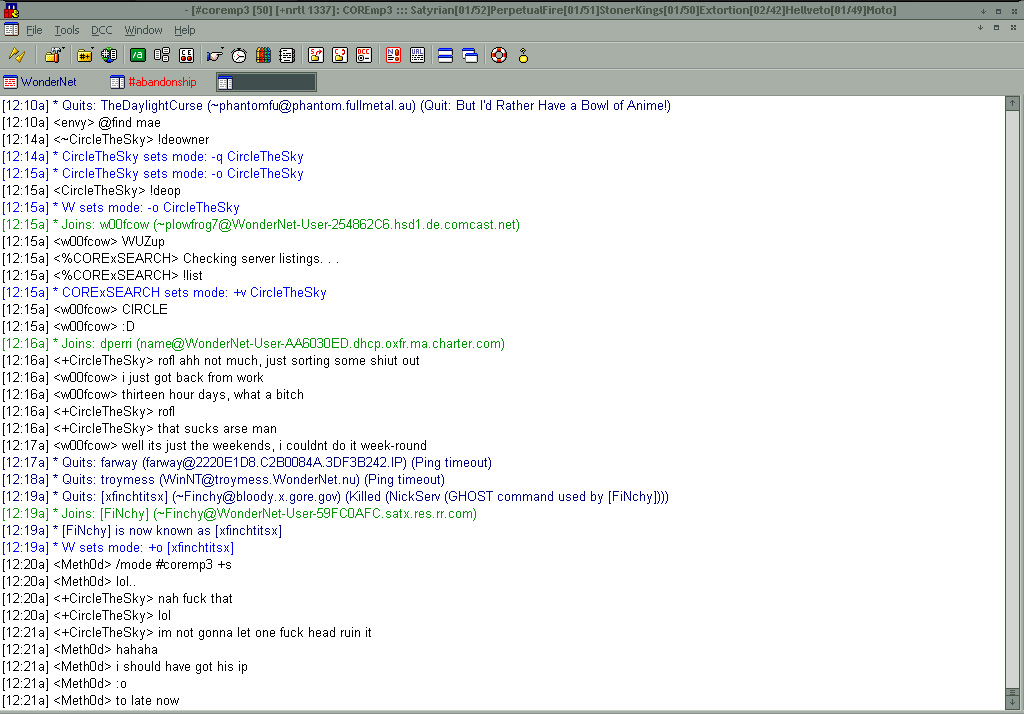 - [#coremp3 [50] [+nrtl 1337]: COREmp3 ::: Satyrian[01/52]PerpetualFire[01/51]StonerKings[01/50]Extortion[02/42]Hellveto[01/49]Moto]
File Tools DCC Window Help
WonderNet #abandonship
[12:10a] * Quits: TheDaylightCurse (~phantomfu@phantom.fullmetal.au) (Quit: But I'd Rather Have a Bowl of Anime!)
[12:10a] <envy> @find mae
[12:14a] <~CircleTheSky> !deowner
[12:14a] * CircleTheSky sets mode: -q CircleTheSky
[12:15a] * CircleTheSky sets mode: -o CircleTheSky
[12:15a] <CircleTheSky> !deop
[12:15a] * W sets mode: -o CircleTheSky
[12:15a] * Joins: w00fcow (~plowfrog7@WonderNet-User-254862C6.hsd1.de.comcast.net)
[12:15a] <w00fcow> WUZup
[12:15a] <%CORExSEARCH> Checking server listings. . .
[12:15a] <%CORExSEARCH> !list
[12:15a] * CORExSEARCH sets mode: +v CircleTheSky
[12:15a] <w00fcow> CIRCLE
[12:15a] <w00fcow> :D
[12:16a] * Joins: dperri (name@WonderNet-User-AA6030ED.dhcp.oxfr.ma.charter.com)
[12:16a] <+CircleTheSky> rofl ahh not much, just sorting some shiut out
[12:16a] <w00fcow> i just got back from work
[12:16a] <w00fcow> thirteen hour days, what a bitch
[12:16a] <+CircleTheSky> rofl
[12:16a] <+CircleTheSky> that sucks arse man
[12:17a] <w00fcow> well its just the weekends, i couldnt do it week-round
[12:17a] * Quits: farway (farway@2220E1D8.C2B0084A.3DF3B242.IP) (Ping timeout)
[12:18a] * Quits: troymess (WinNT@troymess.WonderNet.nu) (Ping timeout)
[12:19a] * Quits: [xfinchtitsx] (~Finchy@bloody.x.gore.gov) (Killed (NickServ (GHOST command used by [FiNchy])))
[12:19a] * Joins: [FiNchy] (~Finchy@WonderNet-User-59FC0AFC.satx.res.rr.com)
[12:19a] * [FiNchy] is now known as [xfinchtitsx]
[12:19a] * W sets mode: +o [xfinchtitsx]
[12:20a] <Meth0d> /mode #coremp3 +s
[12:20a] <Meth0d> lol..
[12:20a] <+CircleTheSky> nah fuck that
[12:20a] <+CircleTheSky> lol
[12:21a] <+CircleTheSky> im not gonna let one fuck head ruin it
[12:21a] <Meth0d> hahaha
[12:21a] <Meth0d> i should have got his ip
[12:21a] <Meth0d> :o
[12:21a] <Meth0d> to late now